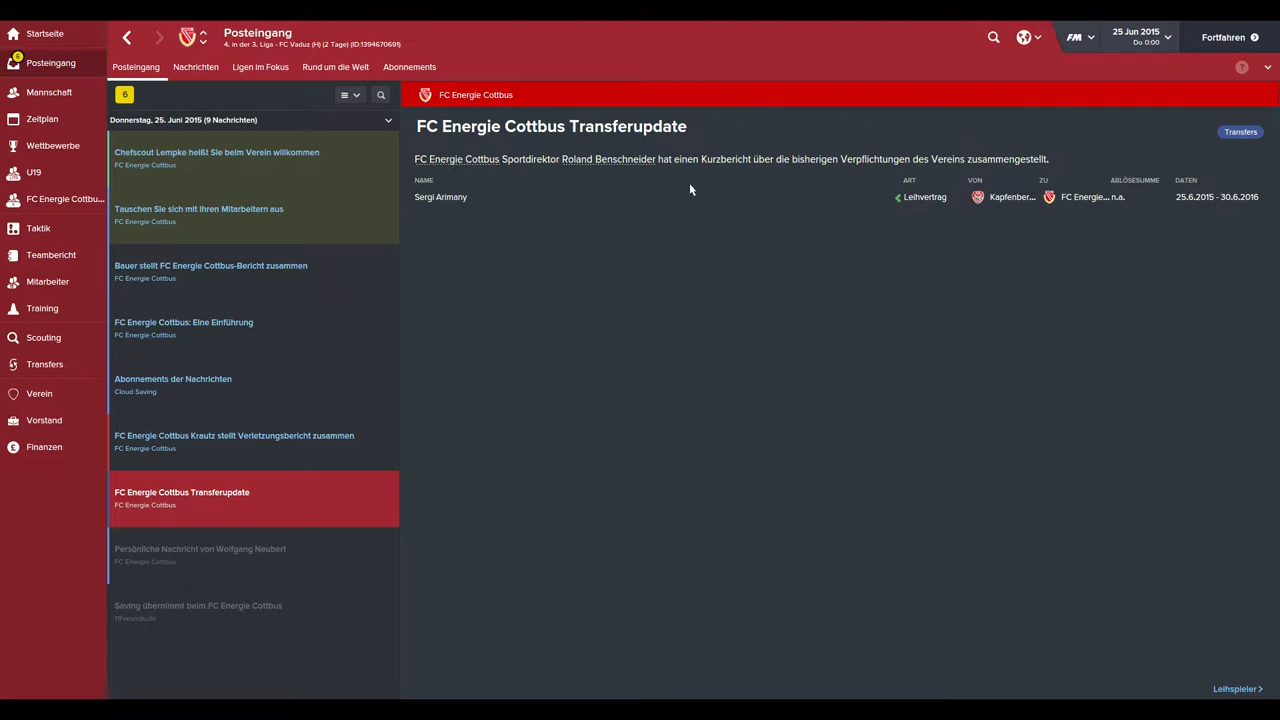 Startseite
6
Posteingang
Mannschaft
Zeitplan
Wettbewerbe
U19
FC Energie Cottbu...
Taktik
Teambericht
Mitarbeiter
Training
Scouting
Transfers
Verein
Vorstand
Finanzen
Posteingang
4. in der 3. Liga - FC Vaduz (H) (2 Tage) (ID:1394670691)
FM
25 Jun 2015
Do 0:00
Fortfahren
Posteingang
Nachrichten
Ligen im Fokus
Rund um die Welt
Abonnements
?
6
Donnerstag, 25. Juni 2015 (9 Nachrichten)
Chefscout Lempke heißt Sie beim Verein willkommen
FC Energie Cottbus
Tauschen Sie sich mit Ihren Mitarbeitern aus
FC Energie Cottbus
Bauer stellt FC Energie Cottbus-Bericht zusammen
FC Energie Cottbus
FC Energie Cottbus: Eine Einführung
FC Energie Cottbus
Abonnements der Nachrichten
Cloud Saving
FC Energie Cottbus Krautz stellt Verletzungsbericht zusammen
FC Energie Cottbus
FC Energie Cottbus Transferupdate
FC Energie Cottbus
Persönliche Nachricht von Wolfgang Neubert
FC Energie Cottbus
Saving übernimmt beim FC Energie Cottbus
11Freunde.de
FC Energie Cottbus
FC Energie Cottbus Transferupdate
Transfers
FC Energie Cottbus Sportdirektor Roland Benschneider hat einen Kurzbericht über die bisherigen Verpflichtungen des Vereins zusammengestellt.
NAME ART VON ZU ABLÖSESUMME DATEN
Sergi Arimany Leihvertrag Kapfenber... FC Energie... n.a. 25.6.2015 - 30.6.2016
Leihspieler